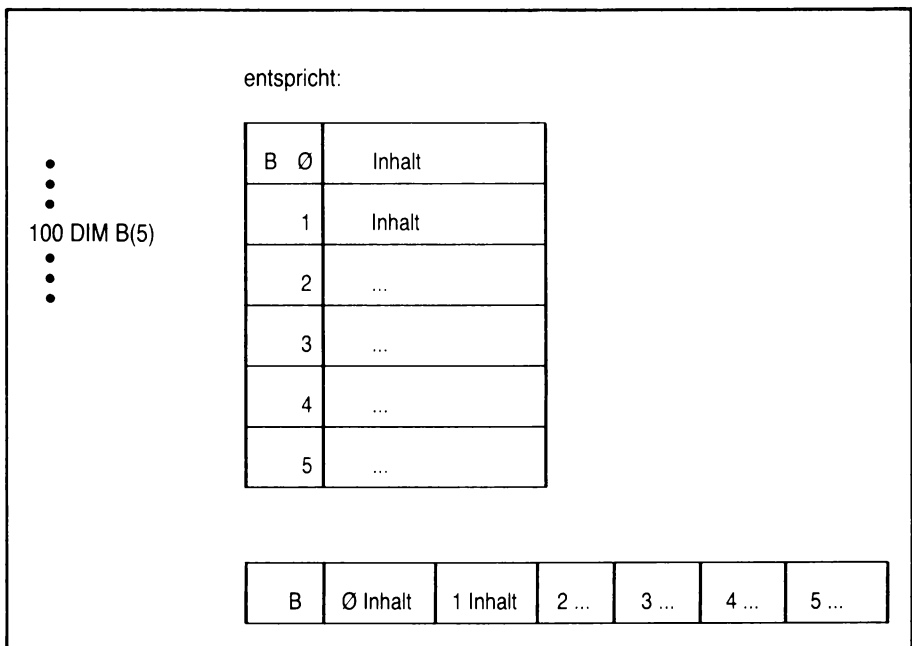 entspricht:
100 DIM B(5)
B Ø Inhalt
1 Inhalt
2 ...
3 ...
4 ...
5 ...
B Ø Inhalt 1 Inhalt 2 ... 3 ... 4 ... 5 ...